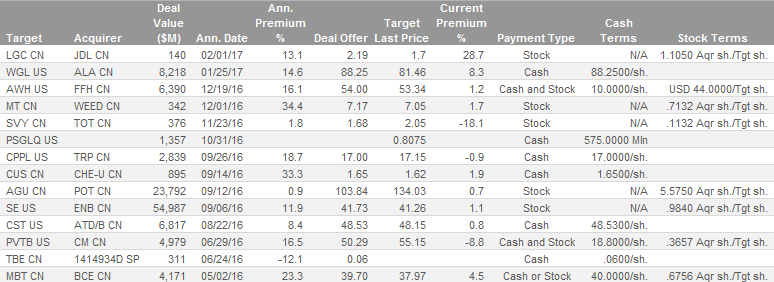 Target Acquirer Deal Value ($M) Ann. Date Ann. Premium % Deal Offer Target Last Price Current Premium % Payment Type Cash Terms Stock Terms
LGC CN JDL CN 140 02/01/17 13.1 2.19 1.7 28.7 Stock N/A 1.1050 Aqr sh./Tgt sh.
WGL US ALA CN 8,218 01/25/17 14.6 88.25 81.46 8.3 Cash 88.2500/sh.
AWH US FFH CN 6,390 12/19/16 16.1 54.00 53.34 1.2 Cash and Stock 10.0000/sh. USD 44.0000/Tgt sh.
MT CN WEED CN 342 12/01/16 34.4 7.17 7.05 1.7 Stock N/A .7132 Aqr sh./Tgt sh.
SVY CN TOT CN 376 11/23/16 1.8 1.68 2.05 -18.1 Stock N/A .1132 Aqr sh./Tgt sh.
PSGLQ US 1,357 10/31/16 0.8075 Cash 575.0000 Mln
CPPL US TRP CN 2,839 09/26/16 18.7 17.00 17.15 -0.9 Cash 17.0000/sh.
CUS CN CHE-U CN 895 09/14/16 33.3 1.65 1.62 1.9 Cash 1.6500/sh.
AGU CN POT CN 23,792 09/12/16 0.9 103.84 134.03 0.7 Stock N/A 5.5750 Aqr sh./Tgt sh.
SE US ENB CN 54,987 09/06/16 11.9 41.73 41.26 1.1 Stock N/A .9840 Aqr sh./Tgt sh.
CST US ATD/B CN 6,817 08/22/16 8.4 48.53 48.15 0.8 Cash 48.5300/sh.
PVTB US CM CN 4,979 06/29/16 16.5 50.29 55.15 -8.8 Cash and Stock 18.8000/sh. .3657 Aqr sh./Tgt sh.
TBE CN 1414934D SP 311 06/24/16 -12.1 0.06 Cash .0600/sh.
MBT CN BCE CN 4,171 05/02/16 23.3 39.70 37.97 4.5 Cash or Stock 40.0000/sh. .6756 Aqr sh./Tgt sh.